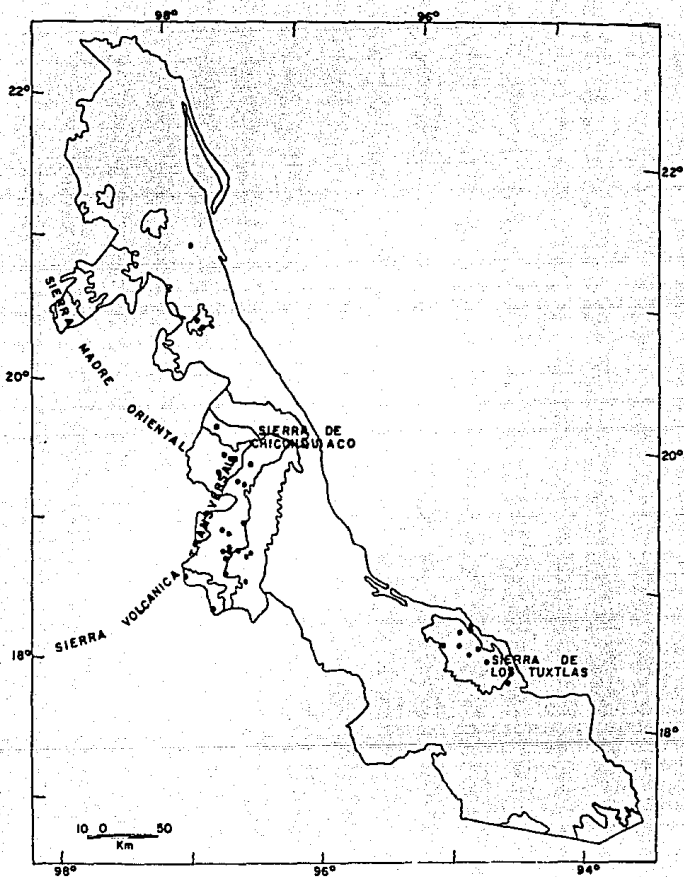 98° 96°
22°
22°
SIERRA MADRE ORIENTAL
20°
SIERRA DE
CHICONQUIACO
20°
SIERRA VOLCANICA TRANSVERSAL
18°
SIERRA DE
LOS TUXTLAS
18°
10 0 50
Km
98° 96° 94°